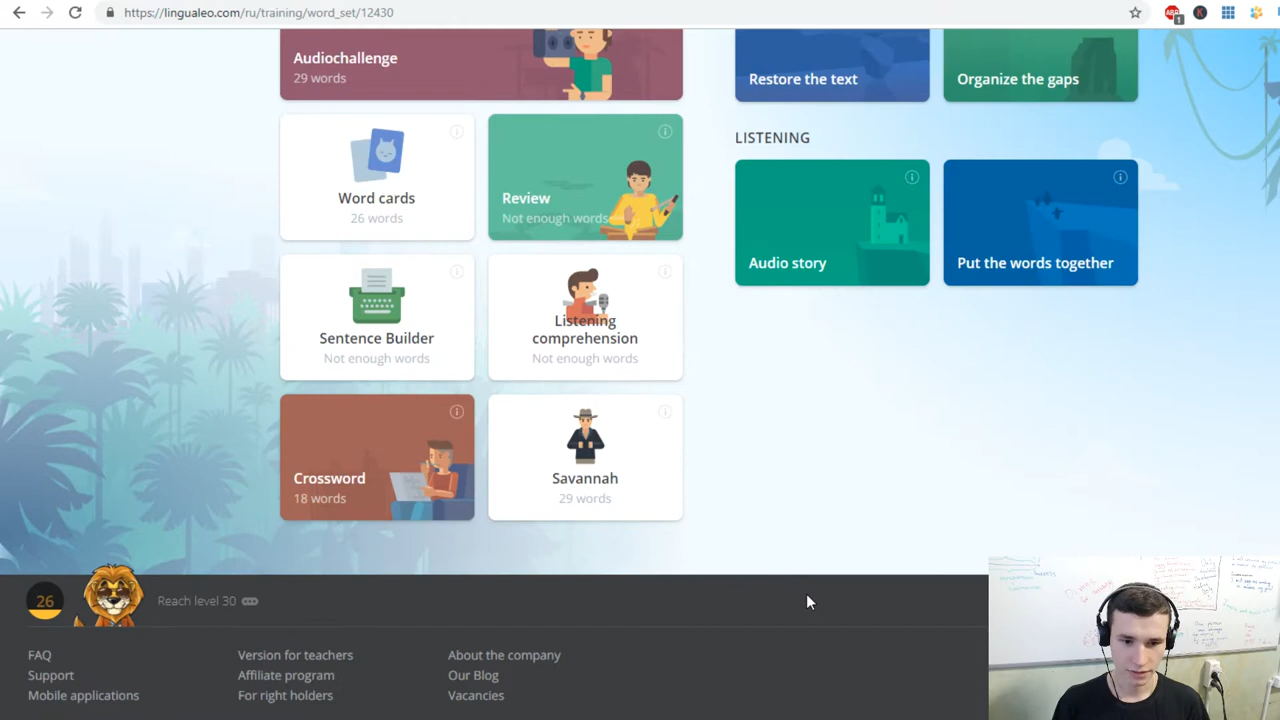 https://lingualeo.com/ru/training/word_set/12430
ABP
1
K
Audiochallenge
29 words
Word cards
26 words
Review
Not enough words
Sentence Builder
Not enough words
Listening
comprehension
Not enough words
Crossword
18 words
Savannah
29 words
Restore the text
Organize the gaps
LISTENING
Audio story
Put the words together
26
Reach level 30
FAQ
Support
Mobile applications
Version for teachers
Affiliate program
For right holders
About the company
Our Blog
Vacancies